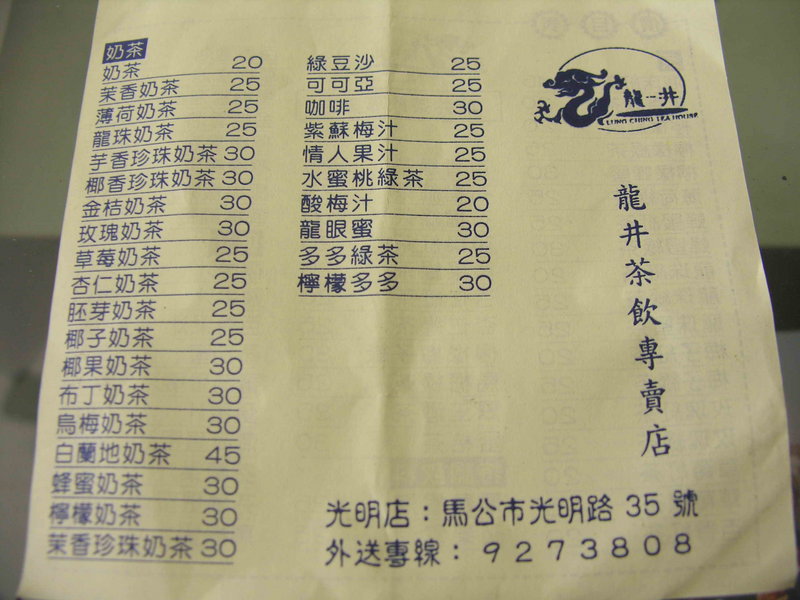 奶茶
奶茶 20
茉香奶茶 25
薄荷奶茶 25
龍珠奶茶 25
芋香珍珠奶茶 30
椰香珍珠奶茶 30
金桔奶茶 30
玫瑰奶茶 30
草莓奶茶 25
杏仁奶茶 25
胚芽奶茶 25
椰子奶茶 25
椰果奶茶 30
布丁奶茶 30
烏梅奶茶 30
白蘭地奶茶 45
蜂蜜奶茶 30
檸檬奶茶 30
茉香珍珠奶茶 30
綠豆沙 25
可可亞 25
咖啡 30
紫蘇梅汁 25
情人果汁 25
水蜜桃綠茶 25
酸梅汁 20
龍眼蜜 30
多多綠茶 25
檸檬多多 30
龍井
LUNG CHING TEA HOUSE
龍井茶飲專賣店
光明店：馬公市光明路 35 號
外送專線：9273808